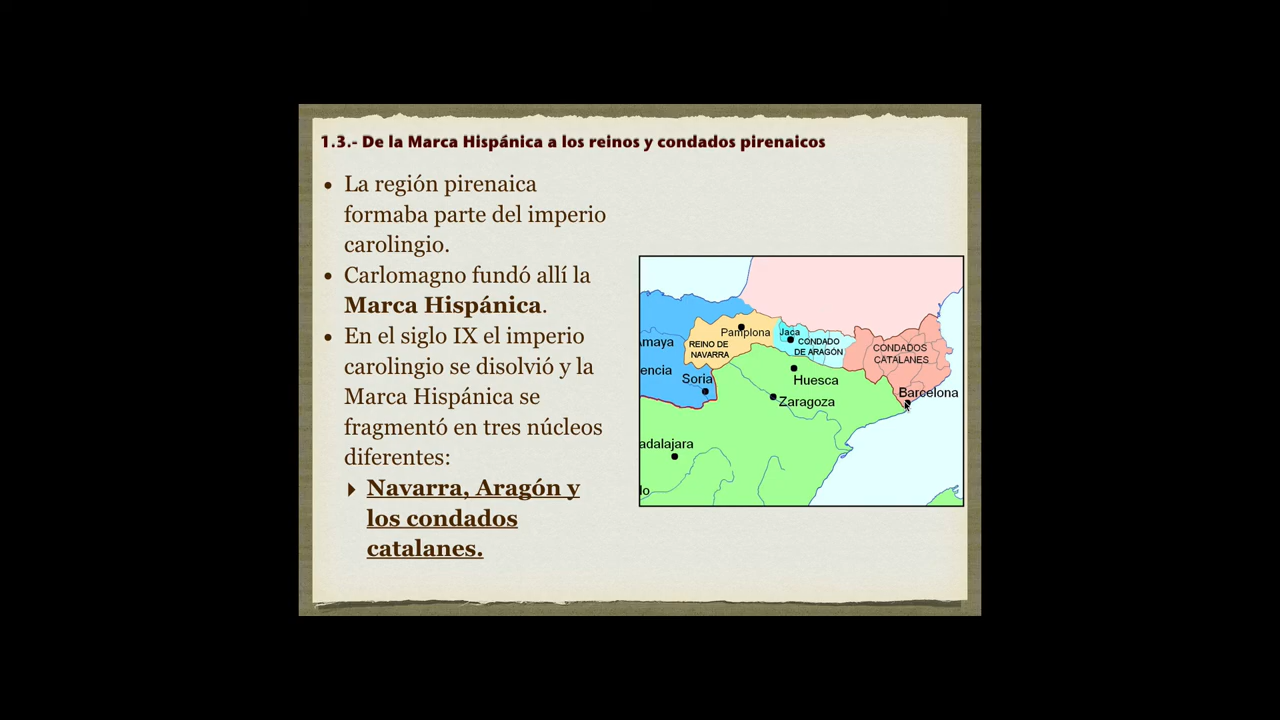 1.3.- De la Marca Hispánica a los reinos y condados pirenaicos
• La región pirenaica
formaba parte del imperio
carolingio.
• Carlomagno fundó allí la
Marca Hispánica.
• En el siglo IX el imperio
carolingio se disolvió y la
Marca Hispánica se
fragmentó en tres núcleos
diferentes:
Navarra, Aragón y
los condados
catalanes.
Pamplona
Jaca
Amaya
REINO DE
NAVARRA
CONDADO
DE ARAGÓN
CONDADOS
CATALANES
encia
Soria
Huesca
Barcelona
Zaragoza
adalajara
lo